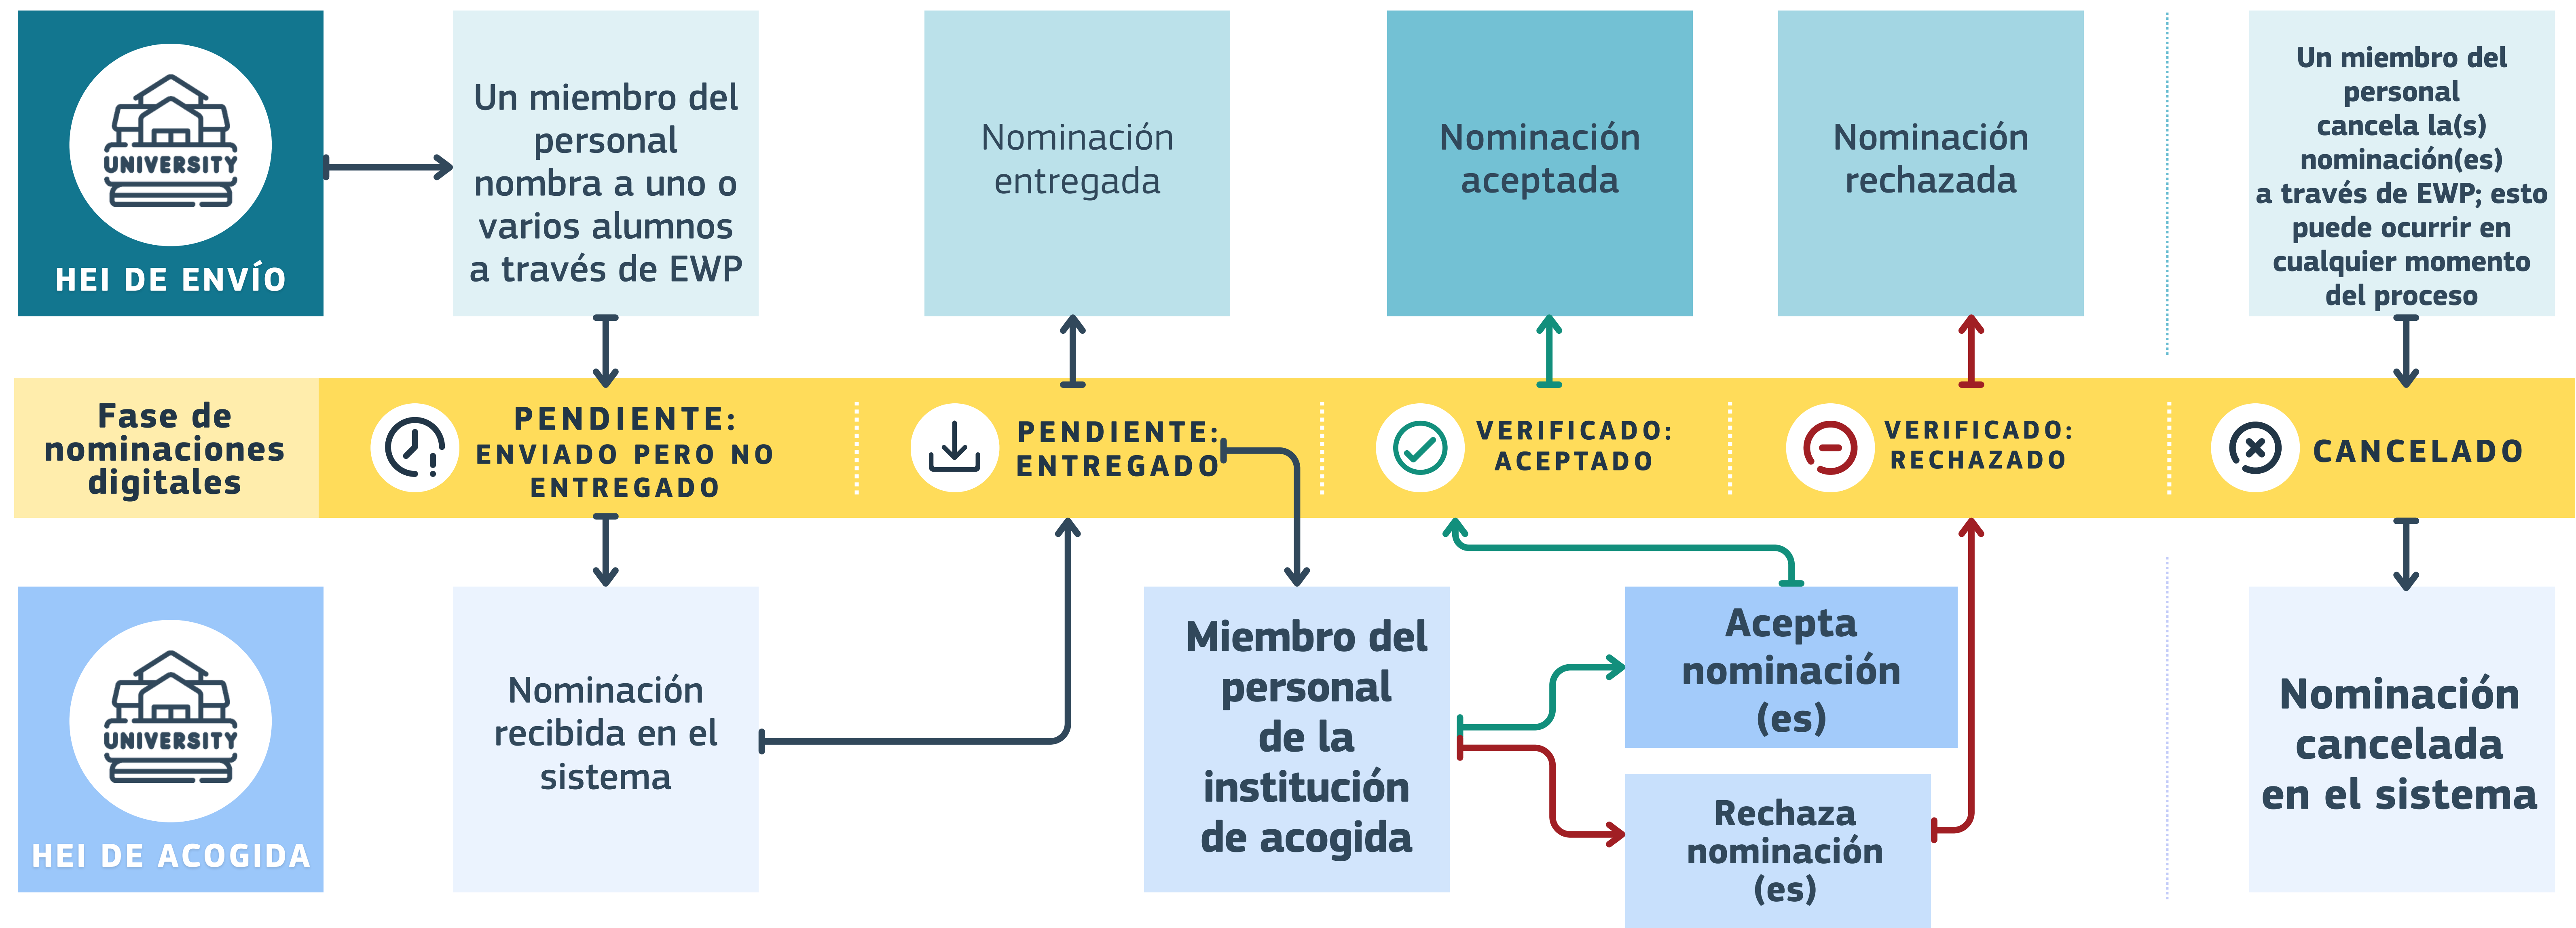 UNIVERSITY
HEI DE ENVÍO
Un miembro del
personal
nombra a uno o
varios alumnos
a través de EWP
Nominación
entregada
Nominación
aceptada
Nominación
rechazada
Un miembro del
personal
cancela la(s)
nominación(es)
a través de EWP; esto
puede ocurrir en
cualquier momento
del proceso
Fase de
nominaciones
digitales
PENDIENTE:
ENVIADO PERO NO
ENTREGADO
PENDIENTE:
ENTREGADO
VERIFICADO:
ACEPTADO
VERIFICADO:
RECHAZADO
CANCELADO
UNIVERSITY
HEI DE ACOGIDA
Nominación
recibida en el
sistema
Miembro del
personal
de la
institución
de acogida
Acepta
nominación
(es)
Rechaza
nominación
(es)
Nominación
cancelada
en el sistema